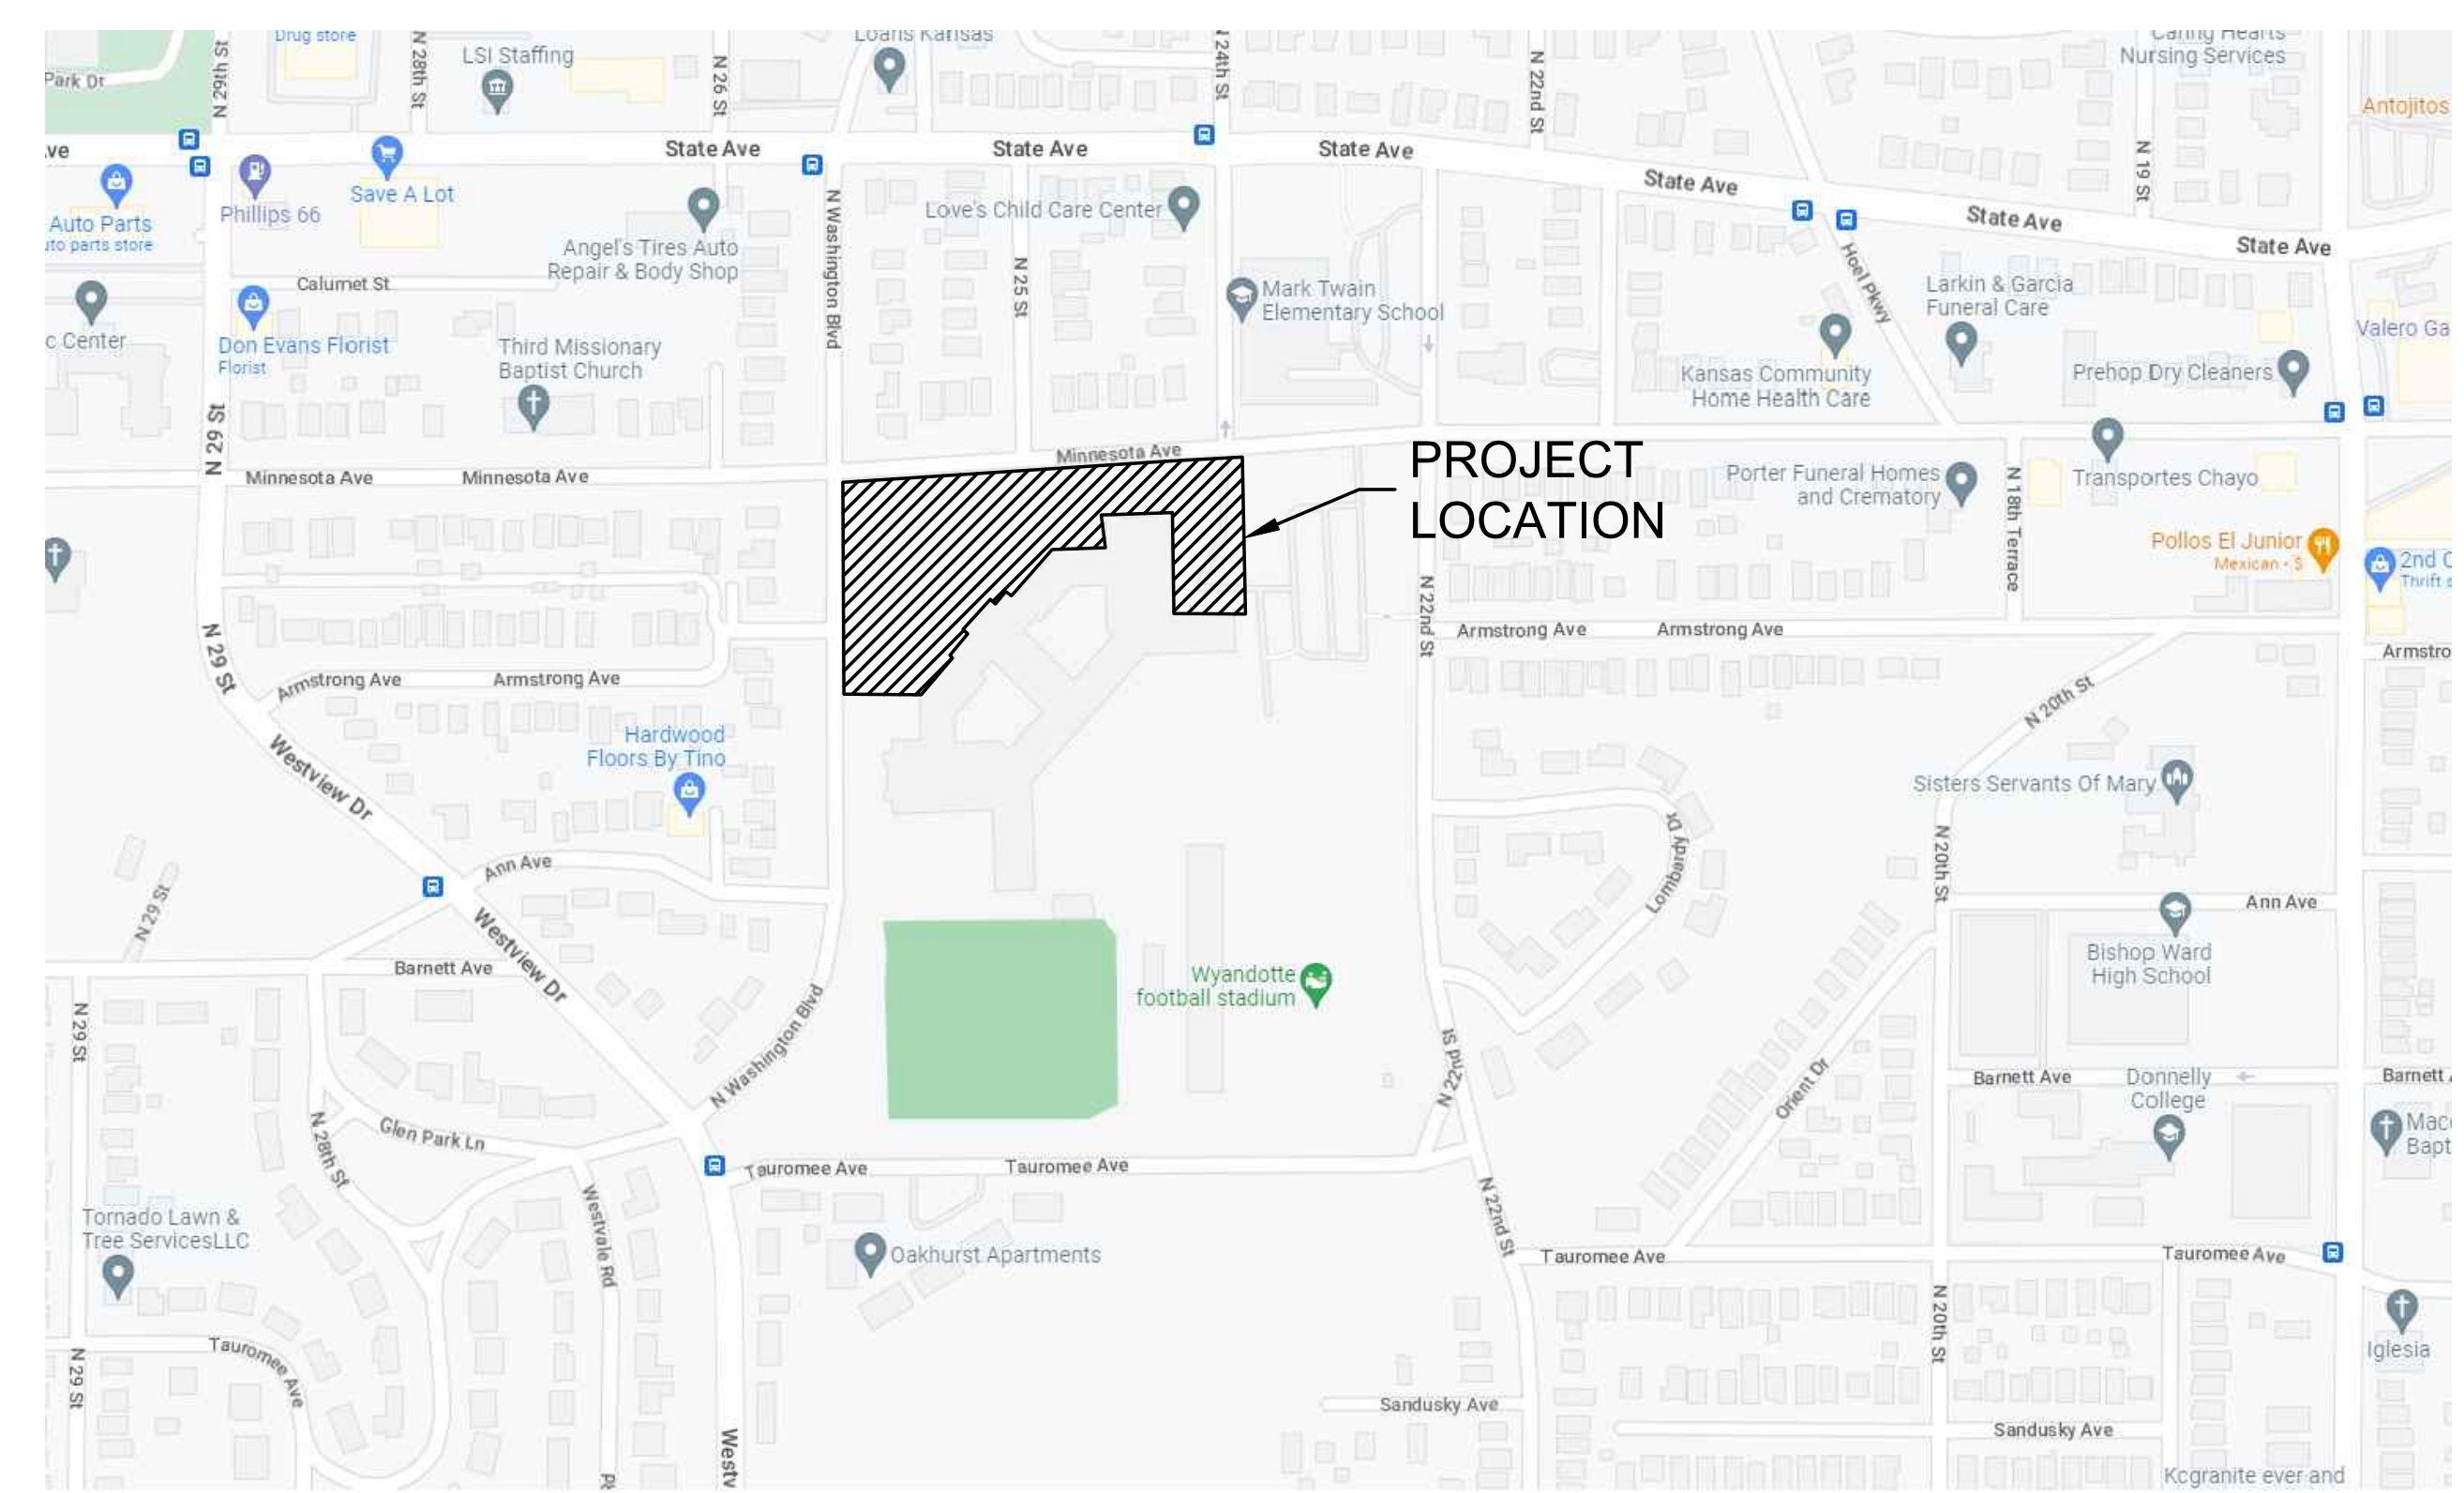 Drug store
LSI Staffing
Loans Kansas
Caring Hearts
Nursing Services
Park Dr
N 29th St
N 28th St
N 26 St
N 24th St
N 22nd St
N 19 St
Antojitos
State Ave
State Ave
State Ave
State Ave
State Ave
State Ave
Auto Parts
Phillips 66
Save A Lot
Angel's Tires Auto
Repair & Body Shop
N Washington Blvd
Love's Child Care Center
N 25 St
Mark Twain
Elementary School
Hoel Pkwy
Larkin & Garcia
Funeral Care
Calumet St
c Center
Don Evans Florist
Florist
Third Missionary
Baptist Church
Kansas Community
Home Health Care
Prehop Dry Cleaners
Valero Ga
N 29 St
Minnesota Ave
Minnesota Ave
Minnesota Ave
PROJECT
LOCATION
Porter Funeral Homes
and Crematory
N 18th Terrace
Transportes Chayo
Pollos El Junior
Mexican · $
2nd C
Thrift s
N 29 St
N 22nd St
Armstrong Ave
Armstrong Ave
Armstro
Armstrong Ave
Armstrong Ave
N 20th St
Hardwood
Floors By Tino
Westview Dr
Sisters Servants Of Mary
Lombardy Dr
N 20th St
Ann Ave
Ann Ave
N 29 St
Westview Dr
Barnett Ave
Wyandotte
football stadium
Bishop Ward
High School
N 29 St
N Washington Blvd
N 22nd St
Orient Dr
Barnett Ave
Donnelly
College
Barnett
Glen Park Ln
N 28th St
Tauromee Ave
Tauromee Ave
Bapt
Tornado Lawn &
Tree ServicesLLC
Westvale Rd
Oakhurst Apartments
N 22nd St
Tauromee Ave
Tauromee Ave
N 20th St
Tauromee Ave
N 29 St
Iglesia
Sandusky Ave
Sandusky Ave
Westv
Kcgranite ever and